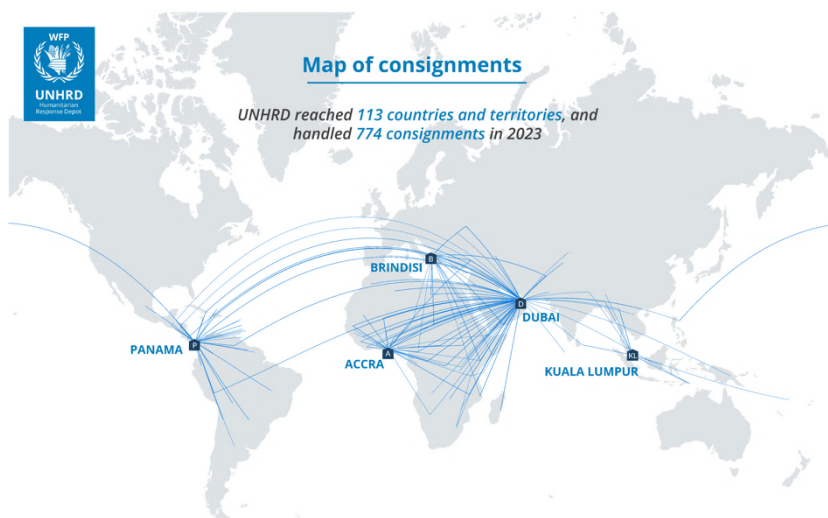 WFP
UNHRD
Humanitarian
Response Depot
Map of consignments
UNHRD reached 113 countries and territories, and
handled 774 consignments in 2023
B
BRINDISI
D
DUBAI
P
PANAMA
A
ACCRA
KL
KUALA LUMPUR